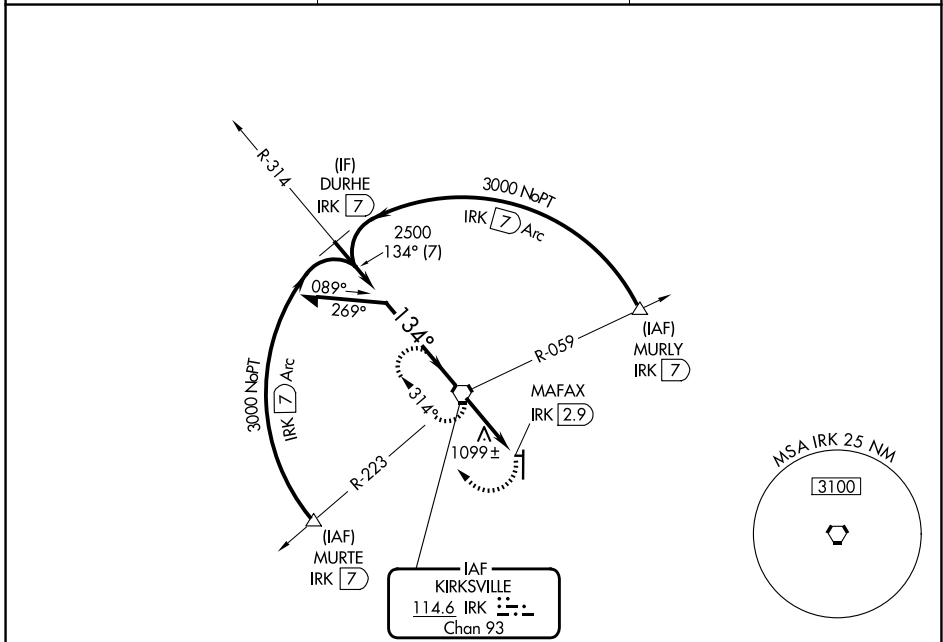 R-314
(IF)
DURHE
IRK 7
3000 NoPT
IRK 7 Arc
2500
134° (7)
089°
269°
134°
R-059
(IAF)
MURLY
IRK 7
3000 NoPT
IRK 7 Arc
314°
MAFAX
IRK 2.9
1099±
R-223
(IAF)
MURTE
IRK 7
MSA IRK 25 NM
3100
IAF
KIRKSVILLE
114.6 IRK
Chan 93